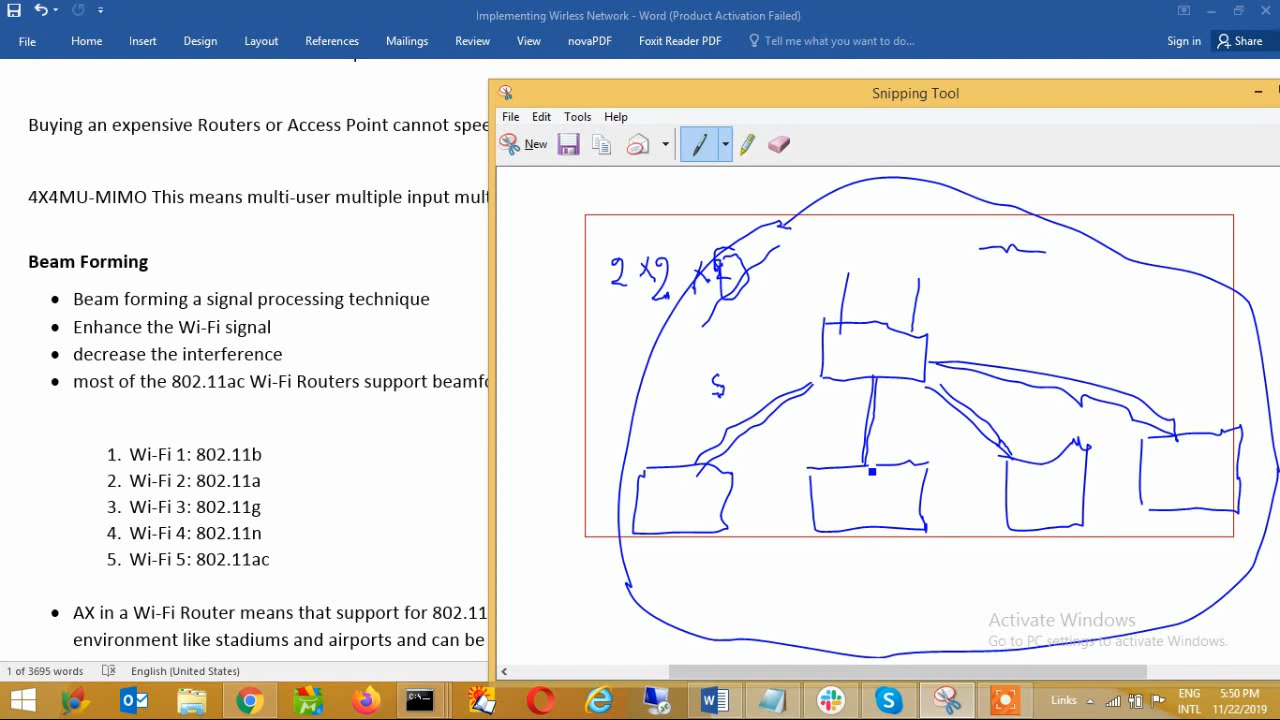 Implementing Wirless Network - Word (Product Activation Failed)
File Home Insert Design Layout References Mailings Review View novaPDF Foxit Reader PDF Tell me what you want to do... Sign in Share
Buying an expensive Routers or Access Point cannot spee
4X4MU-MIMO This means multi-user multiple input mult
Beam Forming
Beam forming a signal processing technique
Enhance the Wi-Fi signal
decrease the interference
most of the 802.11ac Wi-Fi Routers support beamfo
1. Wi-Fi 1: 802.11b
2. Wi-Fi 2: 802.11a
3. Wi-Fi 3: 802.11g
4. Wi-Fi 4: 802.11n
5. Wi-Fi 5: 802.11ac
AX in a Wi-Fi Router means that support for 802.11
environment like stadiums and airports and can be
Snipping Tool
File Edit Tools Help
New
2 x 2 x 2
S
Activate Windows
Go to PC settings to activate Windows.
1 of 3695 words English (United States)
Links ENG 5:50 PM
INTL 11/22/2019